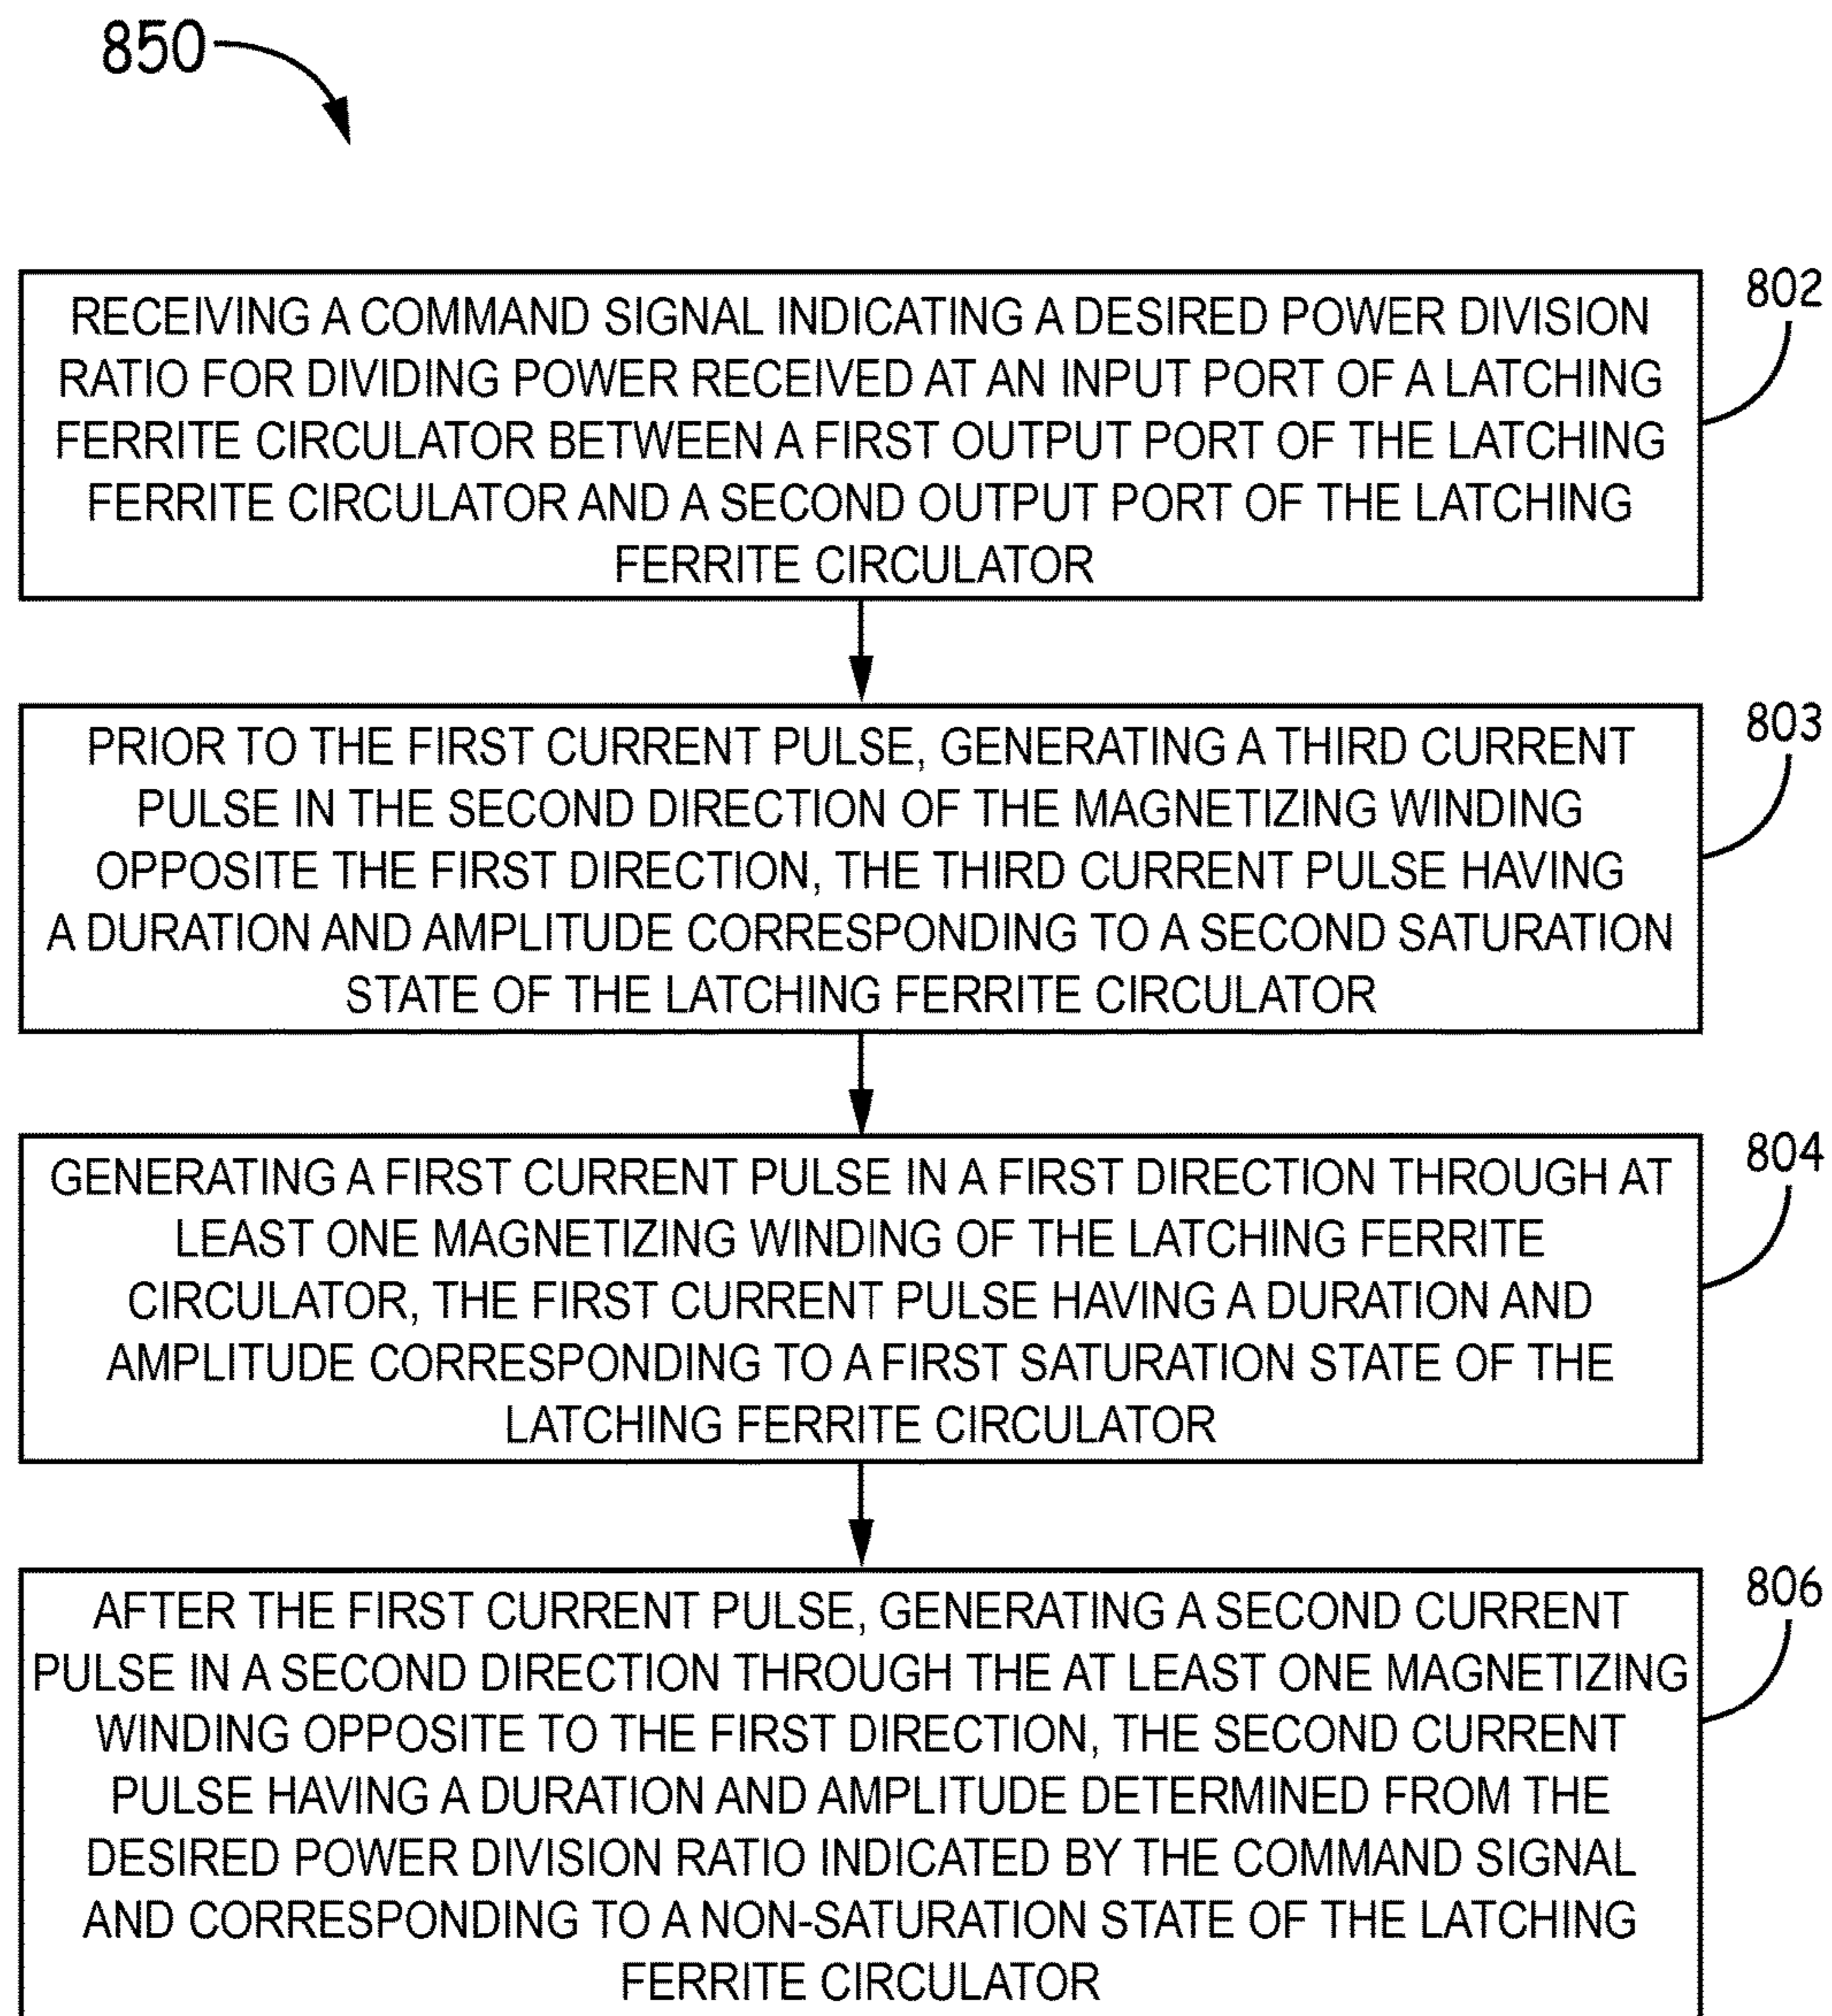 850
802
RECEIVING A COMMAND SIGNAL INDICATING A DESIRED POWER DIVISION
RATIO FOR DIVIDING POWER RECEIVED AT AN INPUT PORT OF A LATCHING
FERRITE CIRCULATOR BETWEEN A FIRST OUTPUT PORT OF THE LATCHING
FERRITE CIRCULATOR AND A SECOND OUTPUT PORT OF THE LATCHING
FERRITE CIRCULATOR
803
PRIOR TO THE FIRST CURRENT PULSE, GENERATING A THIRD CURRENT
PULSE IN THE SECOND DIRECTION OF THE MAGNETIZING WINDING
OPPOSITE THE FIRST DIRECTION, THE THIRD CURRENT PULSE HAVING
A DURATION AND AMPLITUDE CORRESPONDING TO A SECOND SATURATION
STATE OF THE LATCHING FERRITE CIRCULATOR
804
GENERATING A FIRST CURRENT PULSE IN A FIRST DIRECTION THROUGH AT
LEAST ONE MAGNETIZING WINDING OF THE LATCHING FERRITE
CIRCULATOR, THE FIRST CURRENT PULSE HAVING A DURATION AND
AMPLITUDE CORRESPONDING TO A FIRST SATURATION STATE OF THE
LATCHING FERRITE CIRCULATOR
806
AFTER THE FIRST CURRENT PULSE, GENERATING A SECOND CURRENT
PULSE IN A SECOND DIRECTION THROUGH THE AT LEAST ONE MAGNETIZING
WINDING OPPOSITE TO THE FIRST DIRECTION, THE SECOND CURRENT
PULSE HAVING A DURATION AND AMPLITUDE DETERMINED FROM THE
DESIRED POWER DIVISION RATIO INDICATED BY THE COMMAND SIGNAL
AND CORRESPONDING TO A NON-SATURATION STATE OF THE LATCHING
FERRITE CIRCULATOR